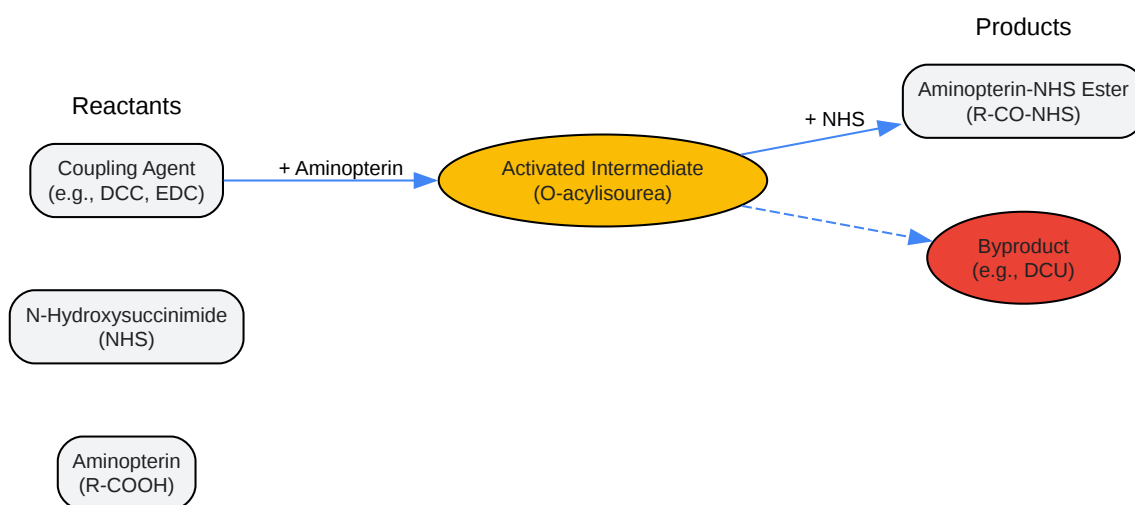 Products
Aminopterin-NHS Ester
(R-CO-NHS)
Reactants
+ NHS
Coupling Agent
(e.g., DCC, EDC)
+ Aminopterin
Activated Intermediate
(O-acylisourea)
Byproduct
(e.g., DCU)
N-Hydroxysuccinimide
(NHS)
Aminopterin
(R-COOH)